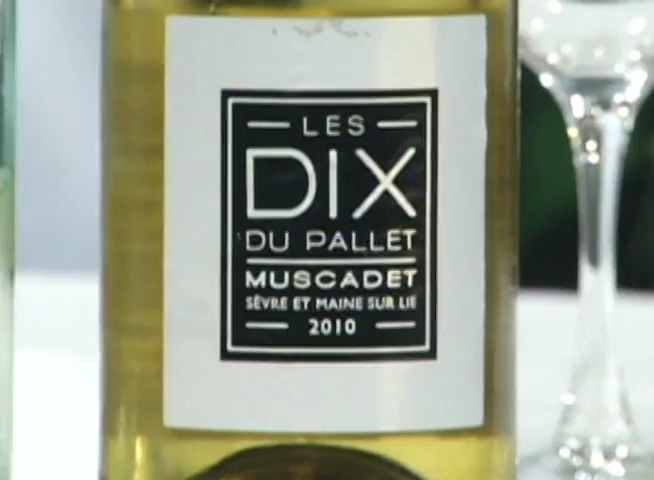 LES
DIX
DU PALLET
MUSCADET
SÈVRE ET MAINE SUR LIE
2010